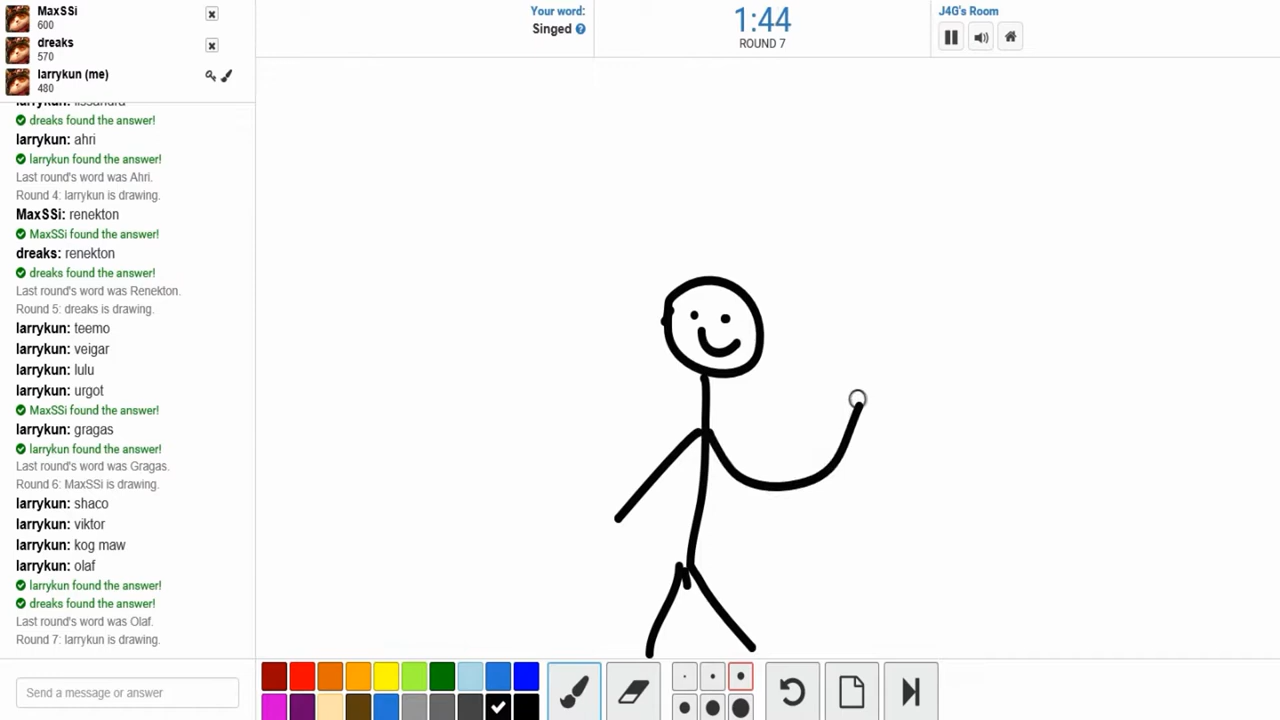 MaxSSi
600
dreaks
570
larrykun (me)
480
Your word:
Singed
1:44
ROUND 7
J4G's Room
larrykun: lissandra
dreaks found the answer!
larrykun: ahri
larrykun found the answer!
Last round's word was Ahri.
Round 4: larrykun is drawing.
MaxSSi: renekton
MaxSSi found the answer!
dreaks: renekton
dreaks found the answer!
Last round's word was Renekton.
Round 5: dreaks is drawing.
larrykun: teemo
larrykun: veigar
larrykun: lulu
larrykun: urgot
MaxSSi found the answer!
larrykun: gragas
larrykun found the answer!
Last round's word was Gragas.
Round 6: MaxSSi is drawing.
larrykun: shaco
larrykun: viktor
larrykun: kog maw
larrykun: olaf
larrykun found the answer!
dreaks found the answer!
Last round's word was Olaf.
Round 7: larrykun is drawing.
Send a message or answer